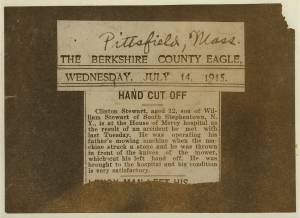 Pittsfield, Mass.
THE BERKSHIRE COUNTY EAGLE,
WEDNESDAY, JULY 14, 1915.
HAND CUT OFF
Clinton Stewart, aged 22, son of Wil-
liam Stewart of South Stephentown, N.
Y., is at the House of Mercy hospital as
the result of an accident he met with
last Tuesday. He was operating his
father's mowing machine when the ma-
chine struck a stone and he was thrown
in front of the knives of the mower,
which cut his left hand off. He was
brought to the hospital and his condition
is very satisfactory.